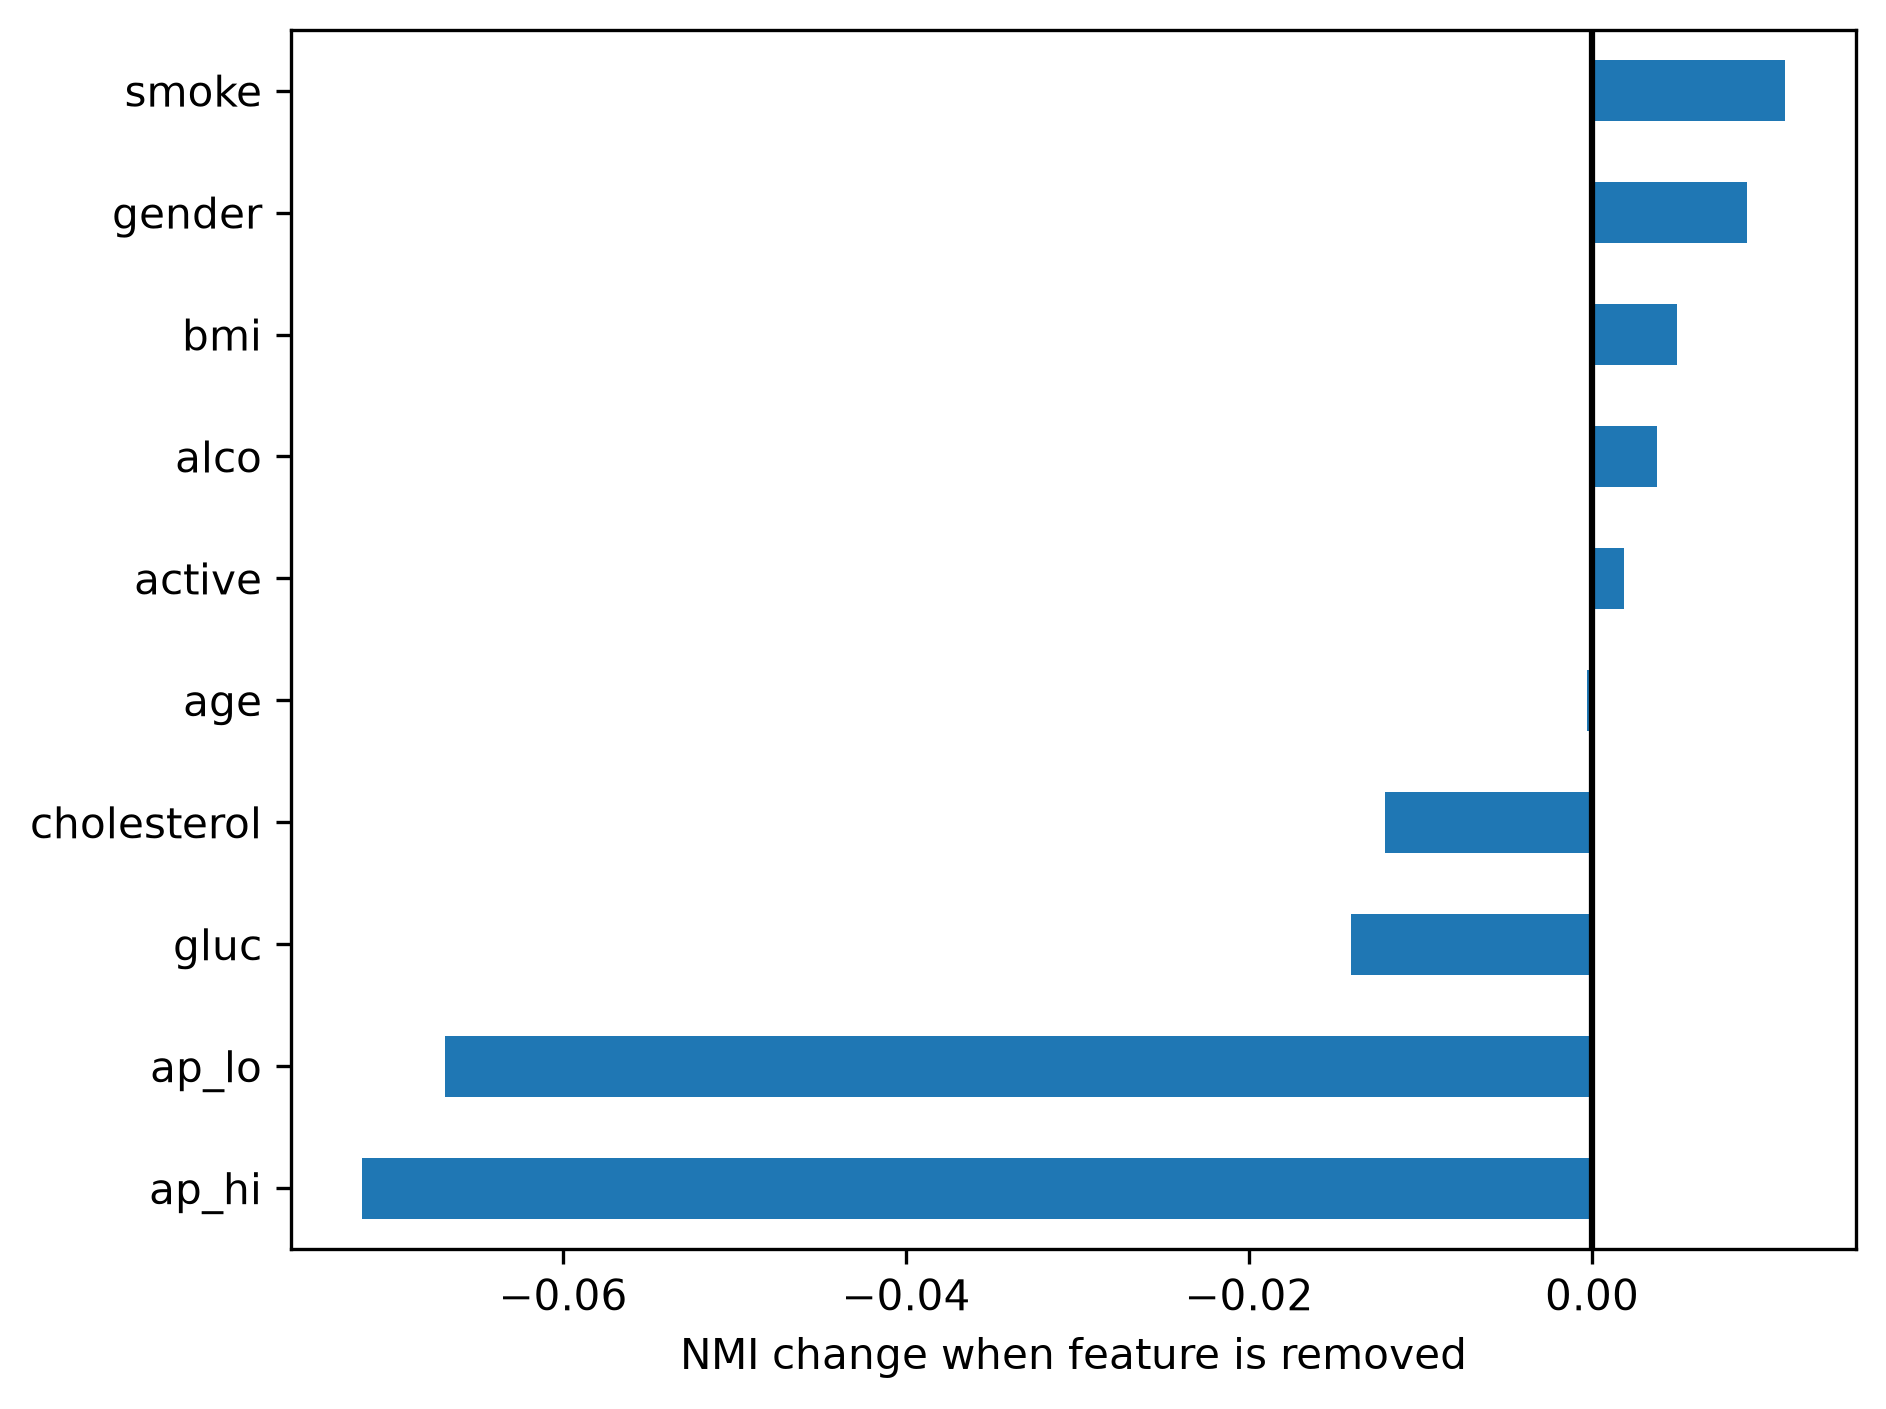 smoke
gender
bmi
alco
active
age
cholesterol
gluc
ap_lo
ap_hi
−0.06 −0.04 −0.02 0.00
NMI change when feature is removed